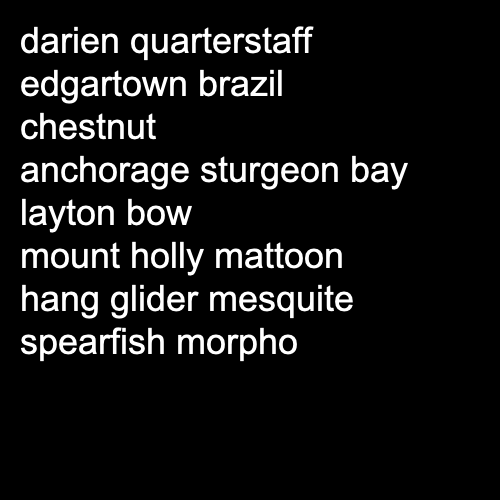 darien quarterstaff
edgartown brazil
chestnut
anchorage sturgeon bay
layton bow
mount holly mattoon
hang glider mesquite
spearfish morpho